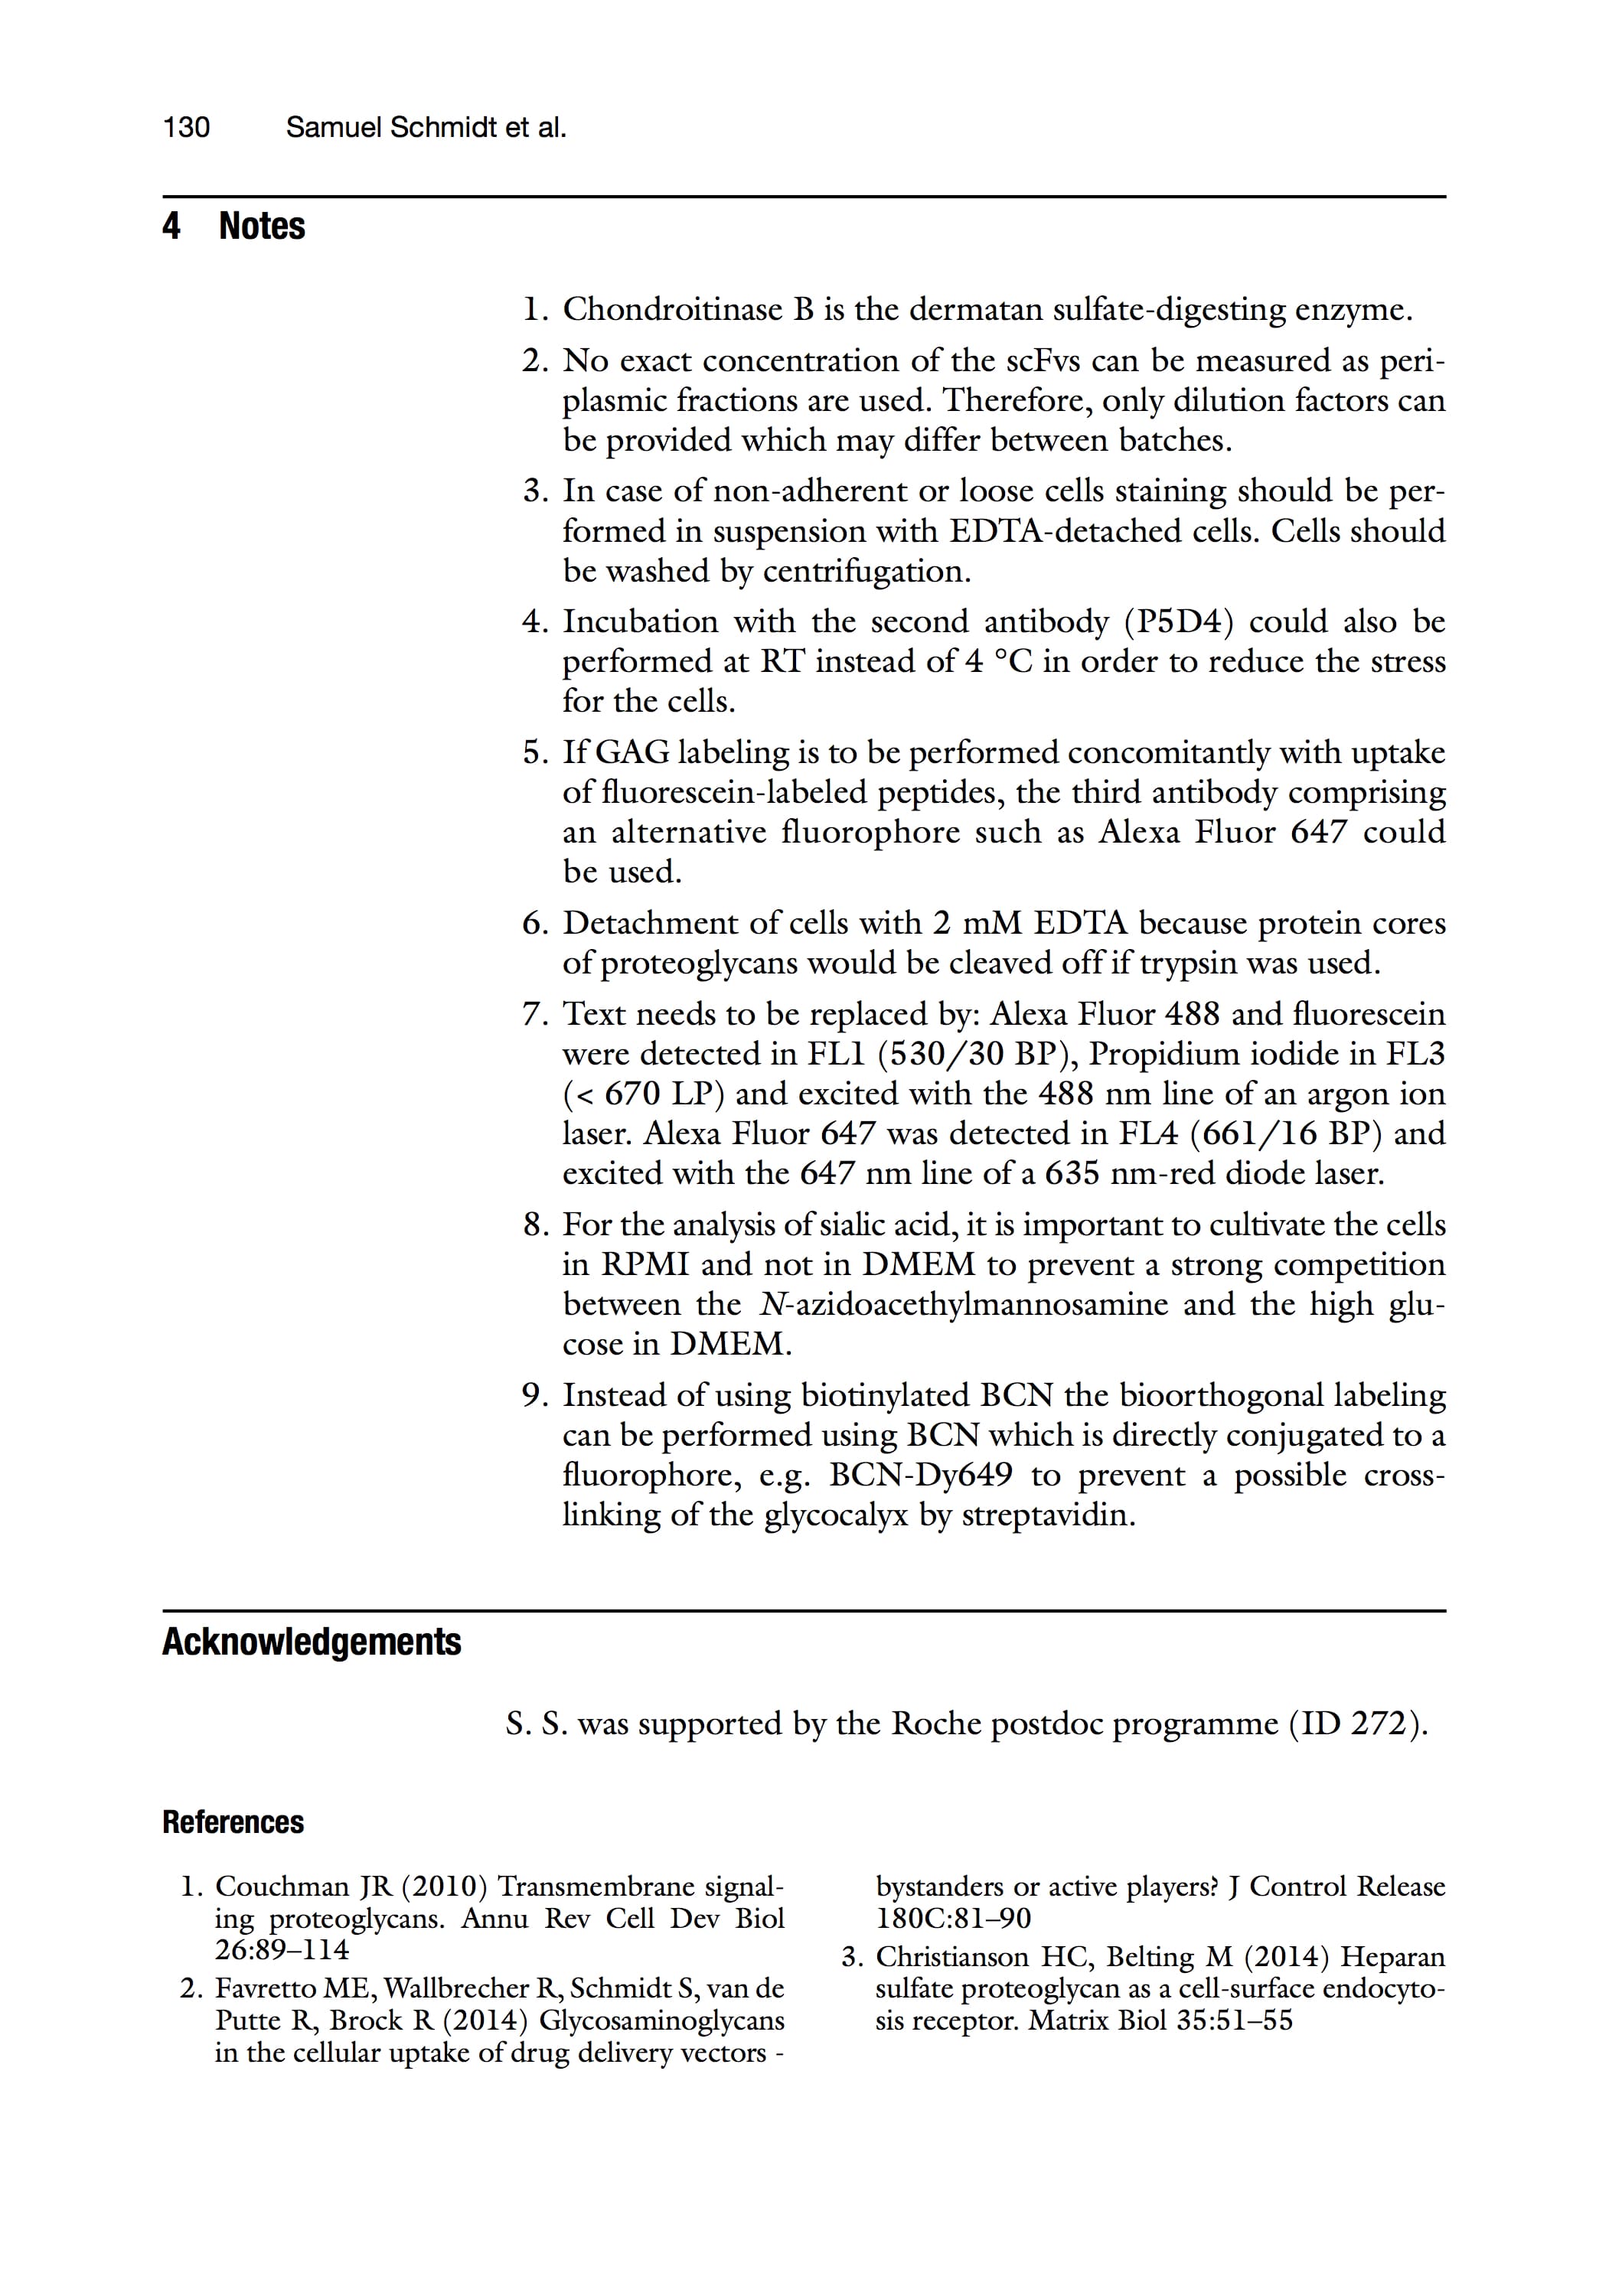 130 Samuel Schmidt et al.
4 Notes
1. Chondroitinase B is the dermatan sulfate-digesting enzyme.
2. No exact concentration of the scFvs can be measured as peri-
plasmic fractions are used. Therefore, only dilution factors can
be provided which may differ between batches.
3. In case of non-adherent or loose cells staining should be per-
formed in suspension with EDTA-detached cells. Cells should
be washed by centrifugation.
4. Incubation with the second antibody (P5D4) could also be
performed at RT instead of 4 °C in order to reduce the stress
for the cells.
5. If GAG labeling is to be performed concomitantly with uptake
of fluorescein-labeled peptides, the third antibody comprising
an alternative fluorophore such as Alexa Fluor 647 could
be used.
6. Detachment of cells with 2 mM EDTA because protein cores
of proteoglycans would be cleaved off if trypsin was used.
7. Text needs to be replaced by: Alexa Fluor 488 and fluorescein
were detected in FL1 (530/30 BP), Propidium iodide in FL3
(< 670 LP) and excited with the 488 nm line of an argon ion
laser. Alexa Fluor 647 was detected in FL4 (661/16 BP) and
excited with the 647 nm line of a 635 nm-red diode laser.
8. For the analysis of sialic acid, it is important to cultivate the cells
in RPMI and not in DMEM to prevent a strong competition
between the N-azidoacethylmannosamine and the high glu-
cose in DMEM.
9. Instead of using biotinylated BCN the bioorthogonal labeling
can be performed using BCN which is directly conjugated to a
fluorophore, e.g. BCN-Dy649 to prevent a possible cross-
linking of the glycocalyx by streptavidin.
Acknowledgements
S. S. was supported by the Roche postdoc programme (ID 272).
References
1. Couchman JR (2010) Transmembrane signal-
ing proteoglycans. Annu Rev Cell Dev Biol
26:89–114
2. Favretto ME, Wallbrecher R, Schmidt S, van de
Putte R, Brock R (2014) Glycosaminoglycans
in the cellular uptake of drug delivery vectors -
bystanders or active players? J Control Release
180C:81–90
3. Christianson HC, Belting M (2014) Heparan
sulfate proteoglycan as a cell-surface endocyto-
sis receptor. Matrix Biol 35:51–55